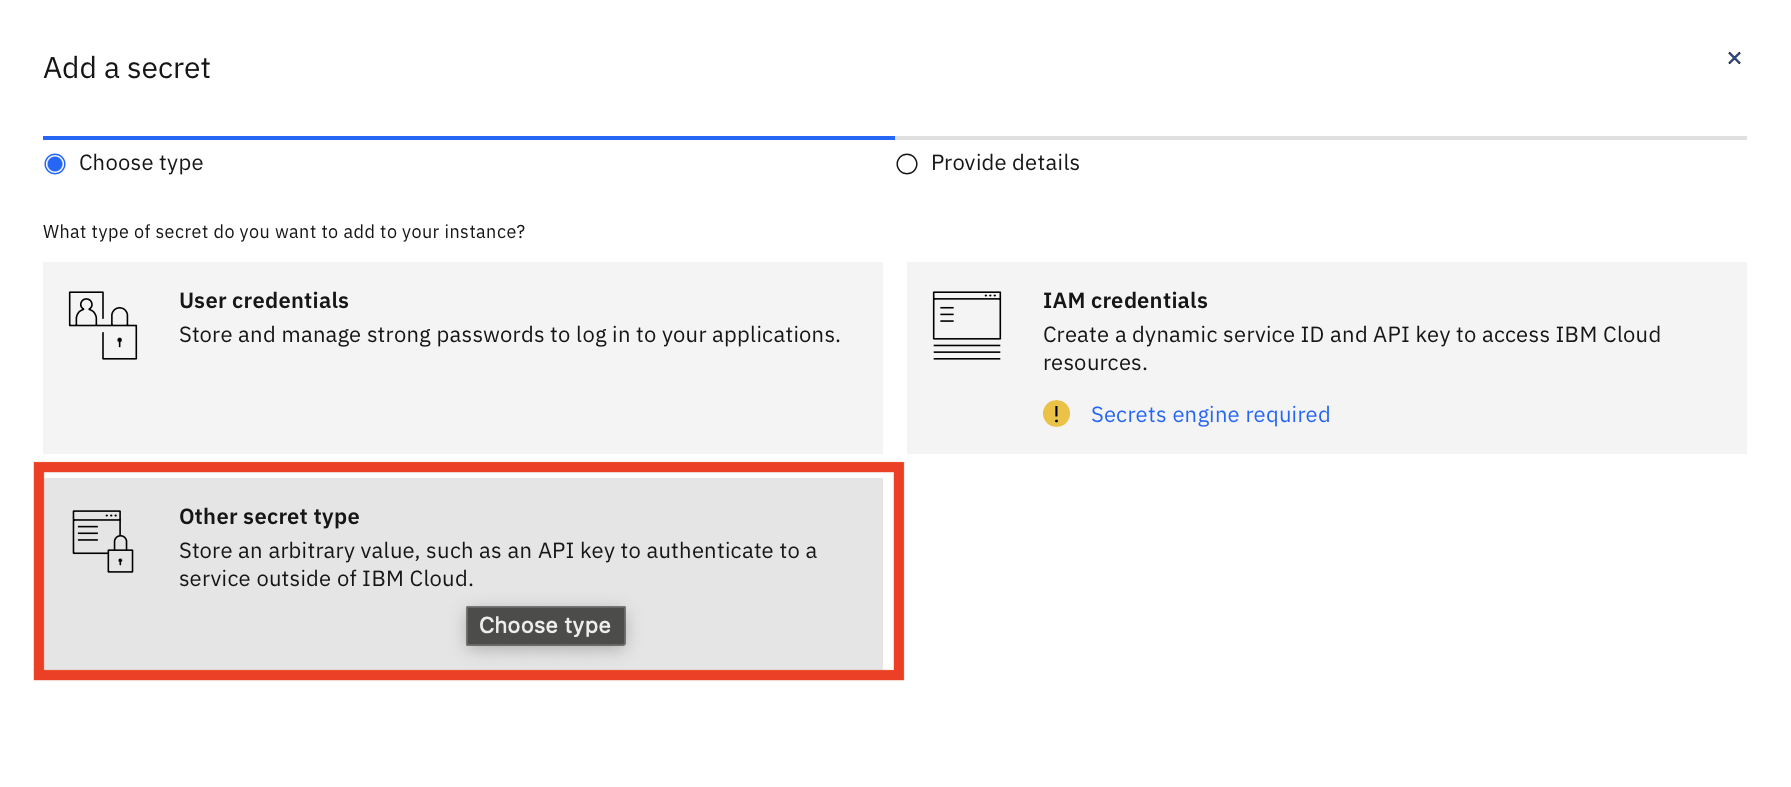 Add a secret
Choose type
Provide details
What type of secret do you want to add to your instance?
User credentials
Store and manage strong passwords to log in to your applications.
IAM credentials
Create a dynamic service ID and API key to access IBM Cloud
resources.
Secrets engine required
Other secret type
Store an arbitrary value, such as an API key to authenticate to a
service outside of IBM Cloud.
Choose type